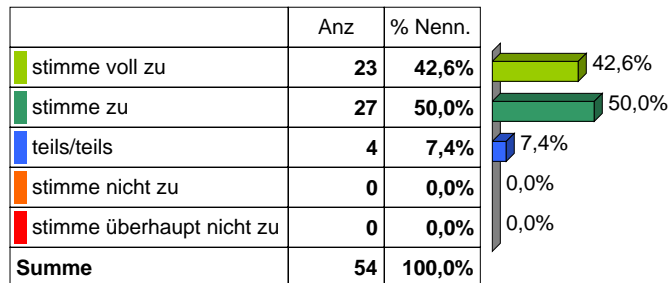 Anz % Nenn.
stimme voll zu 23 42,6% 42,6%
stimme zu 27 50,0% 50,0%
teils/teils 4 7,4% 7,4%
stimme nicht zu 0 0,0% 0,0%
stimme überhaupt nicht zu 0 0,0% 0,0%
Summe 54 100,0%